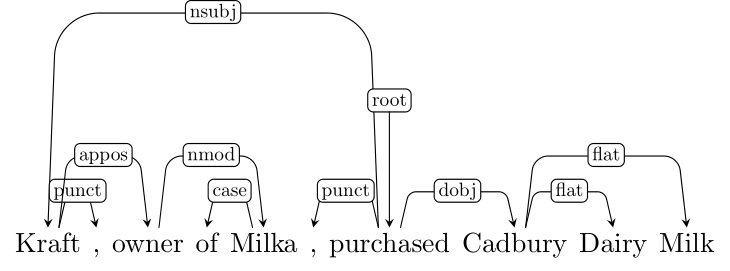 nsubj
root
appos nmod flat
punct case punct dobj flat
Kraft , owner of Milka , purchased Cadbury Dairy Milk